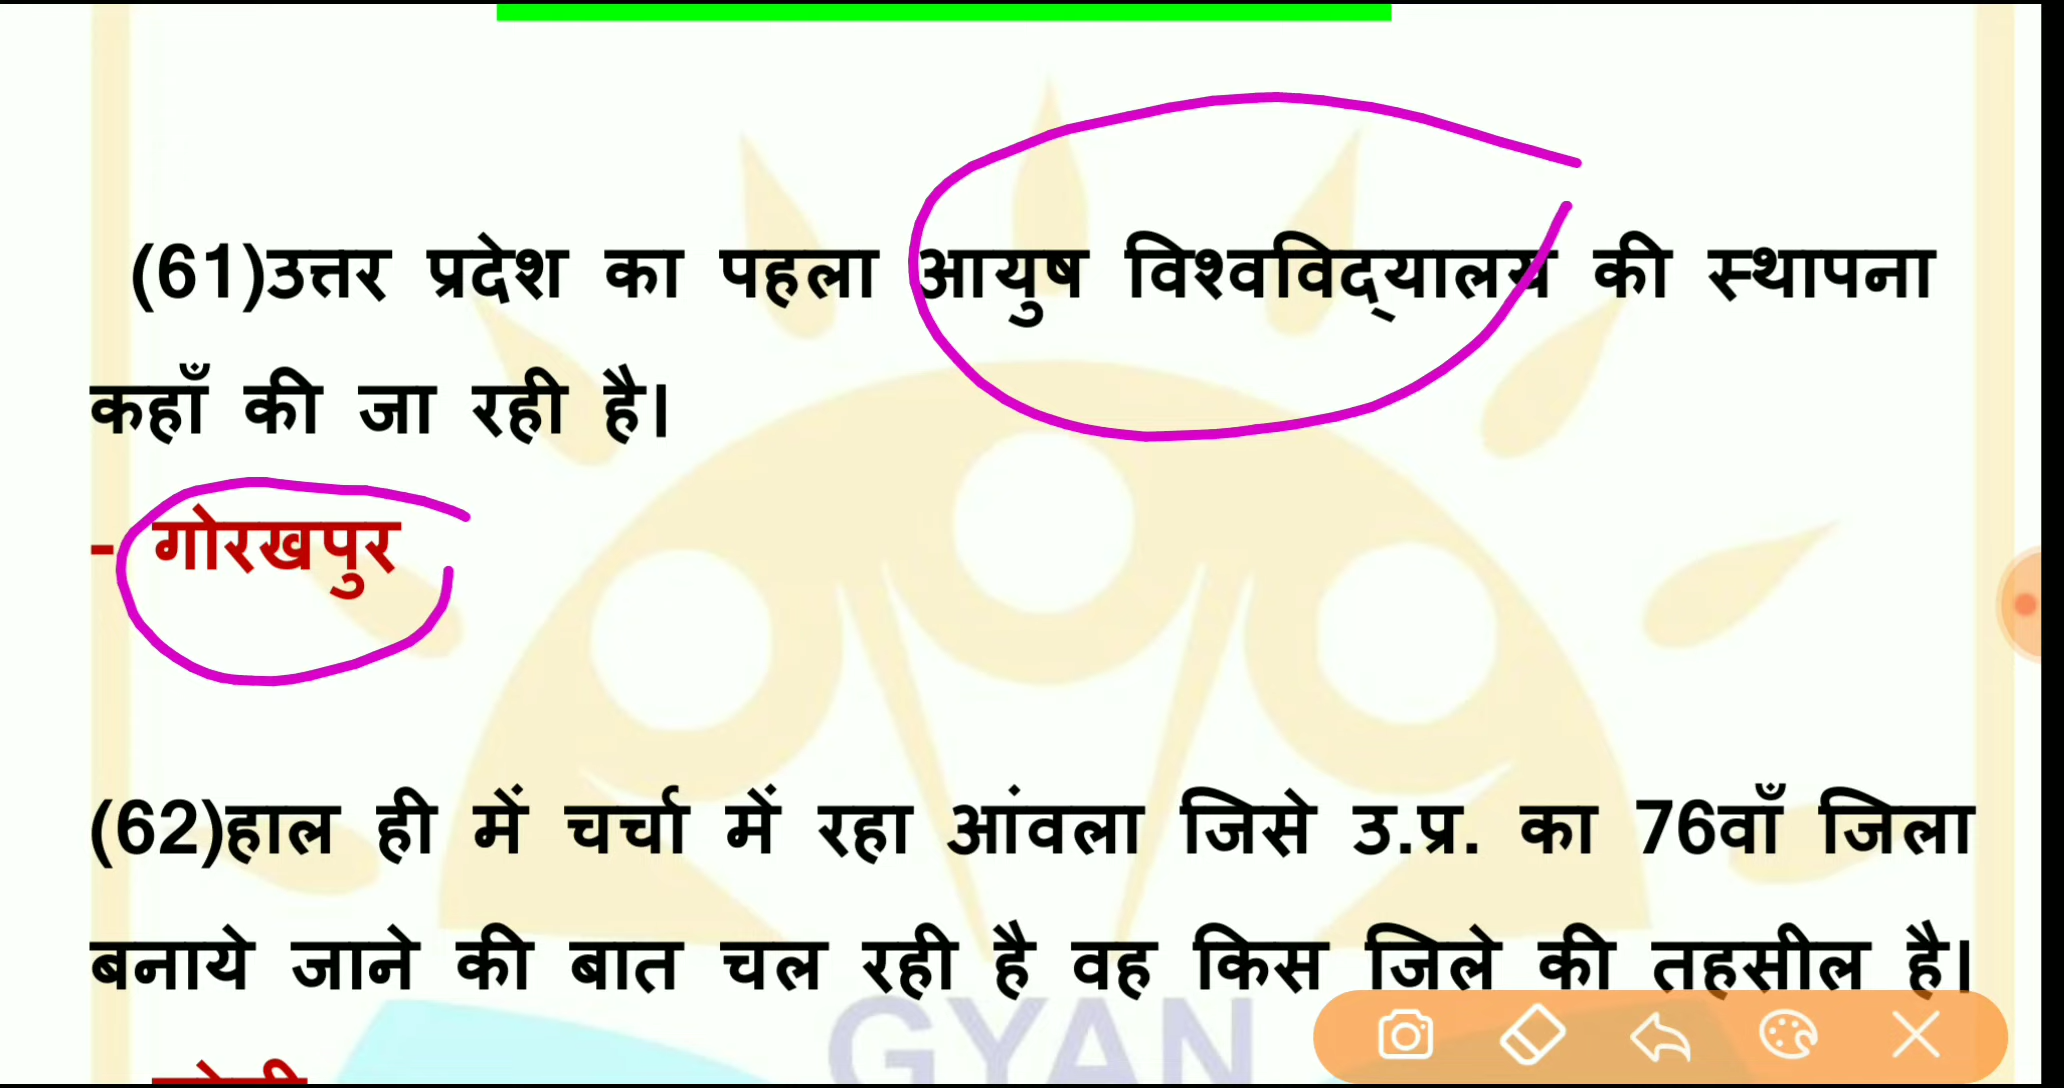 (61)उत्तर प्रदेश का पहला आयुष विश्वविद्यालय की स्थापना
कहाँ की जा रही है।
- गोरखपुर
(62)हाल ही में चर्चा में रहा आंवला जिसे उ.प्र. का 76वाँ जिला
बनाये जाने की बात चल रही है वह किस जिले की तहसील है।
GYAN